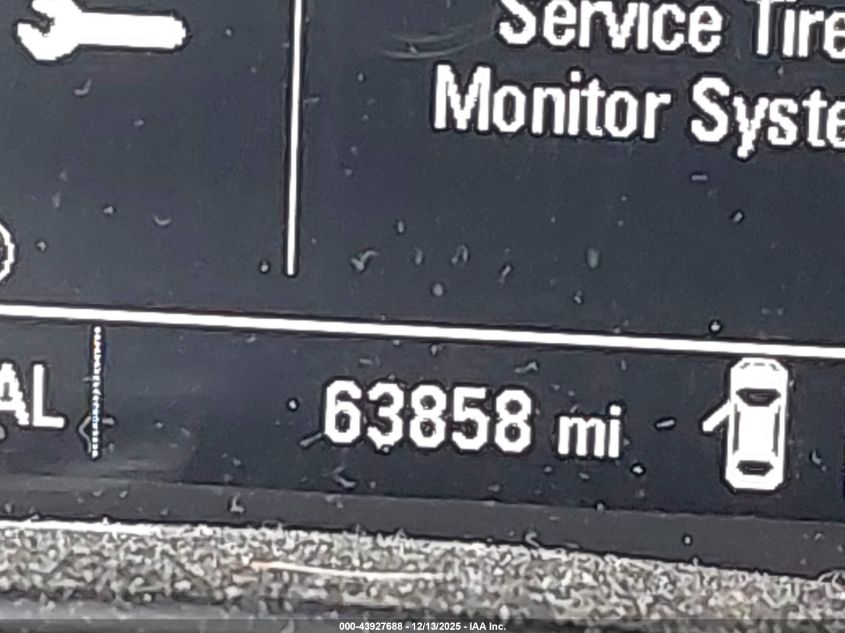 Service Tire
Monitor Syste
AL
63858 mi
000-43927688 - 12/13/2025 - IAA Inc.